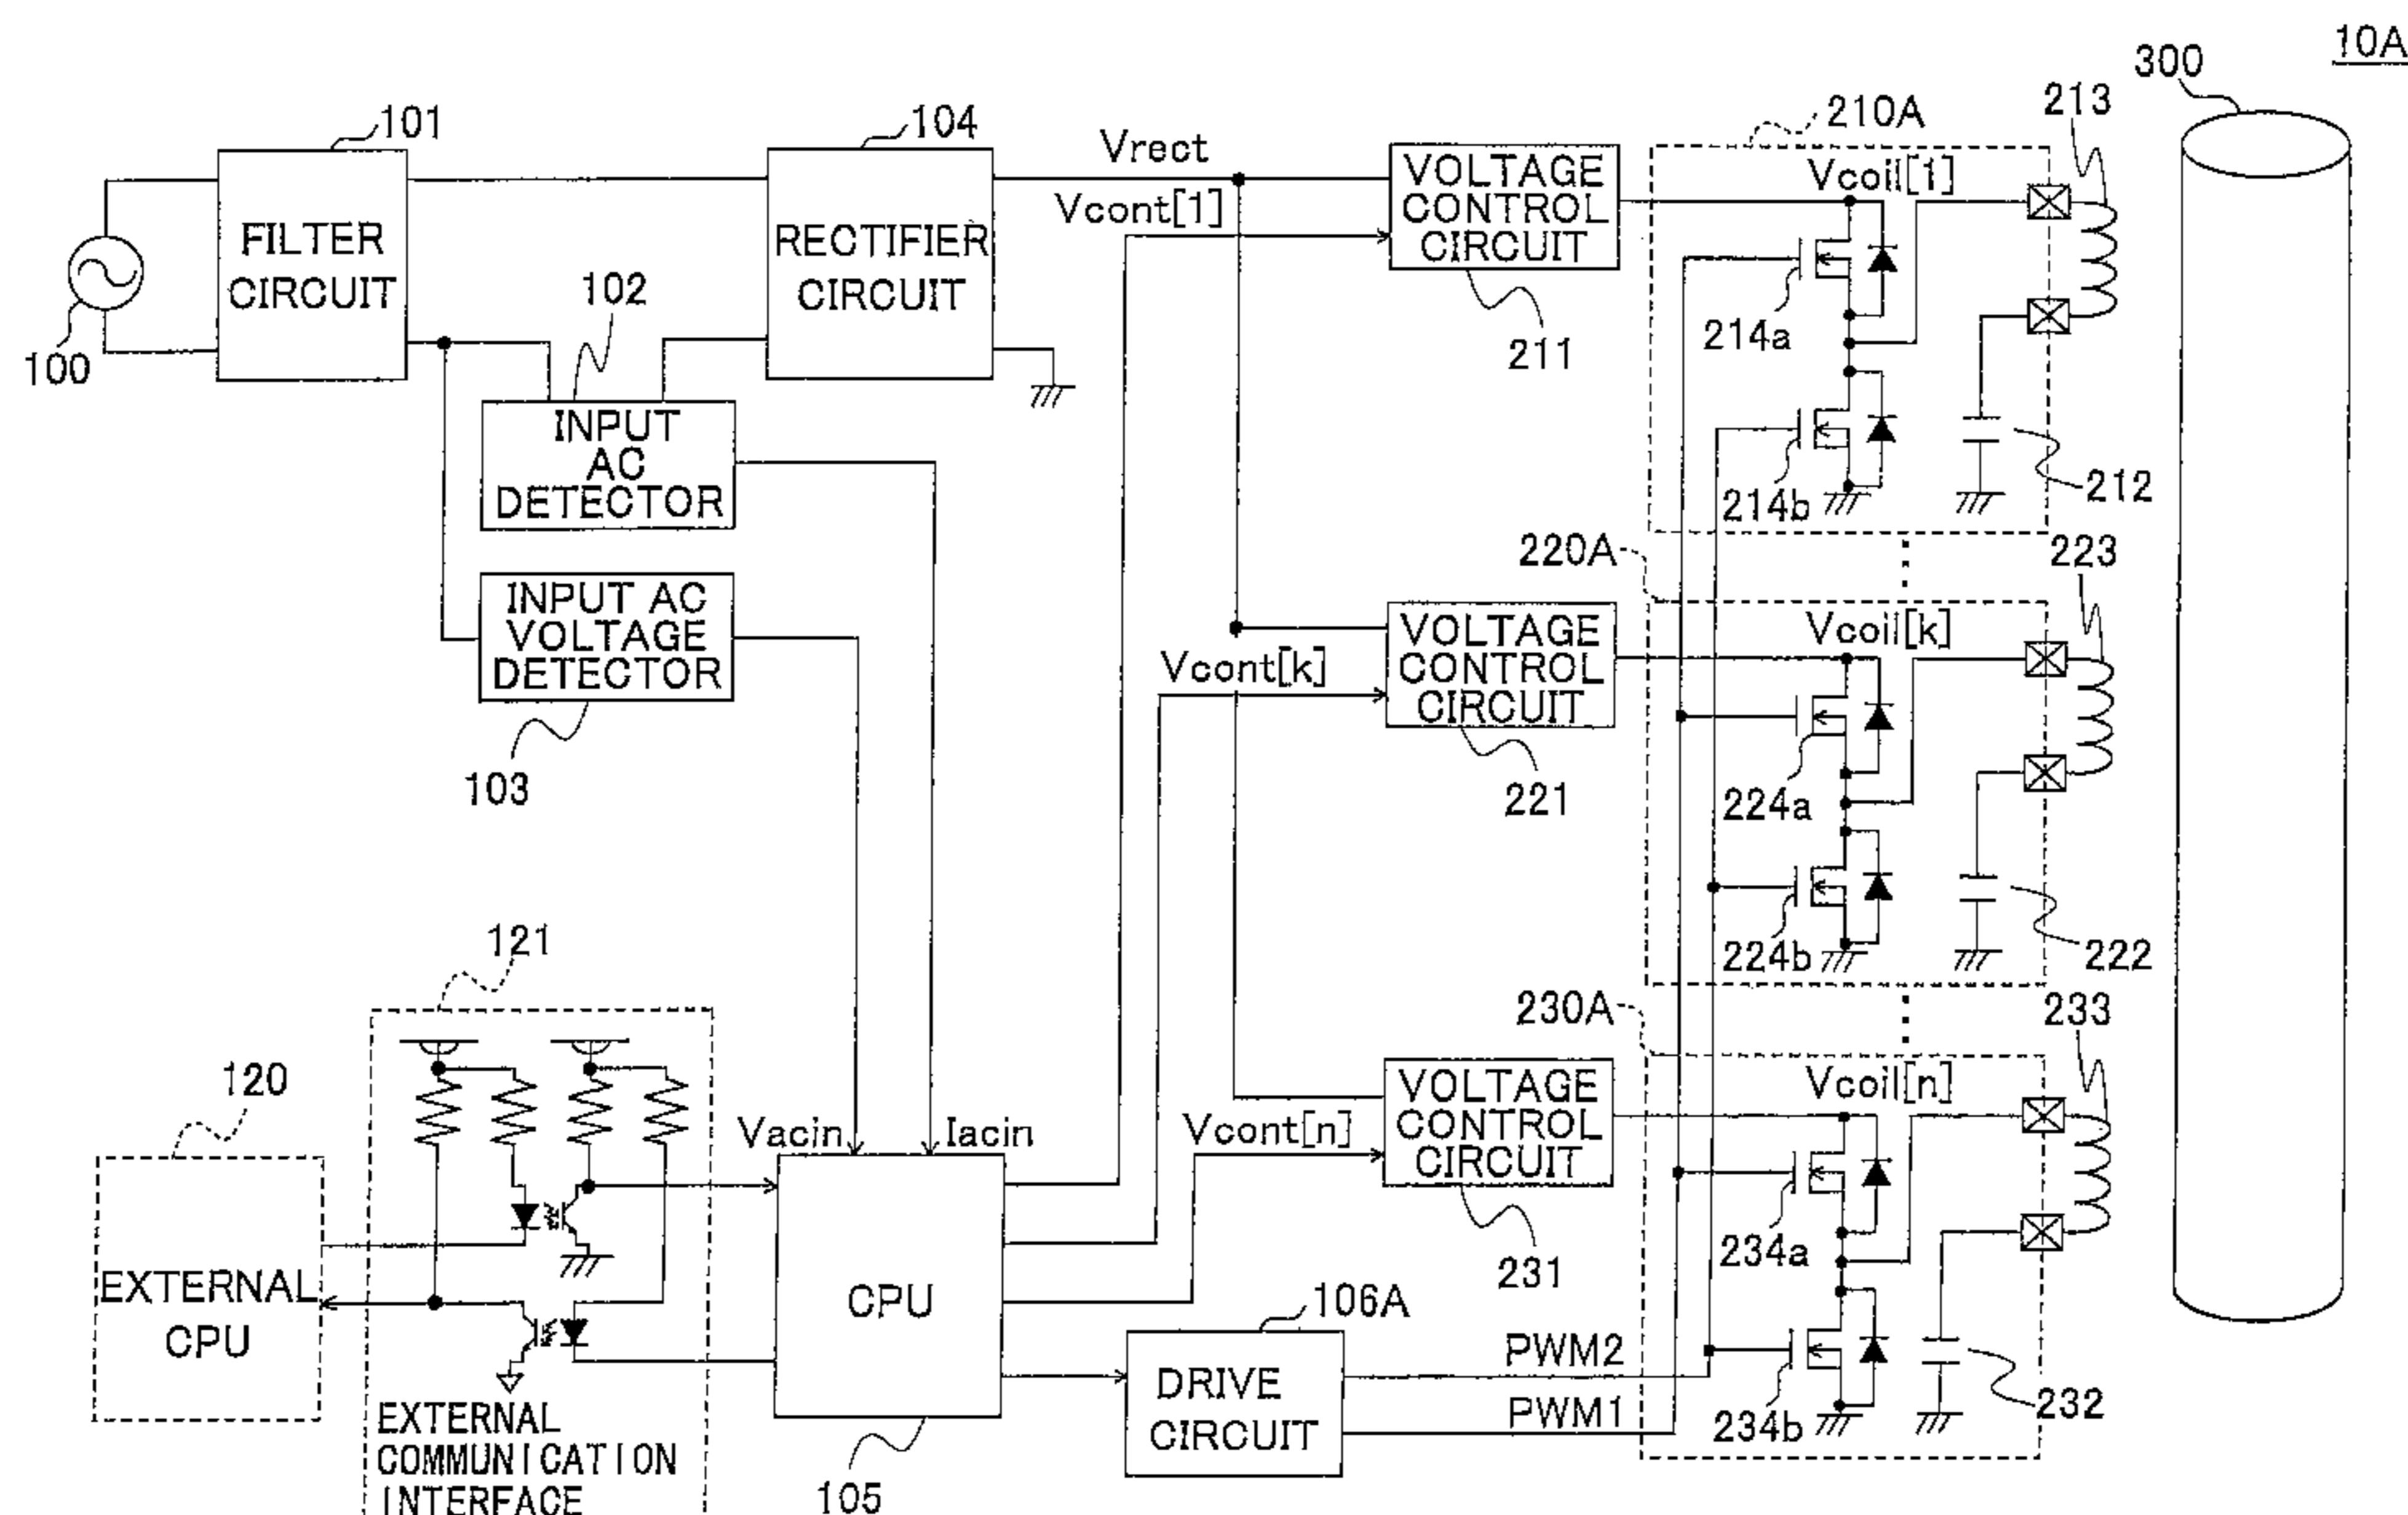 10A
300
213
210A
101
104
Vrect
VOLTAGE
CONTROL
CIRCUIT
Vcoil[1]
Vcont[1]
FILTER
CIRCUIT
RECTIFIER
CIRCUIT
102
100
214a
211
INPUT
AC
DETECTOR
214b
212
220A
223
INPUT AC
VOLTAGE
DETECTOR
VOLTAGE
CONTROL
CIRCUIT
Vcoil[k]
Vcont[k]
103
221
224a
121
224b
222
230A
233
120
VOLTAGE
CONTROL
CIRCUIT
Vcoil[n]
Vacin
Iacin
Vcont[n]
234a
231
EXTERNAL
CPU
CPU
106A
DRIVE
CIRCUIT
PWM2
PWM1
234b
232
EXTERNAL
COMMUNICATION
INTERFACE
105